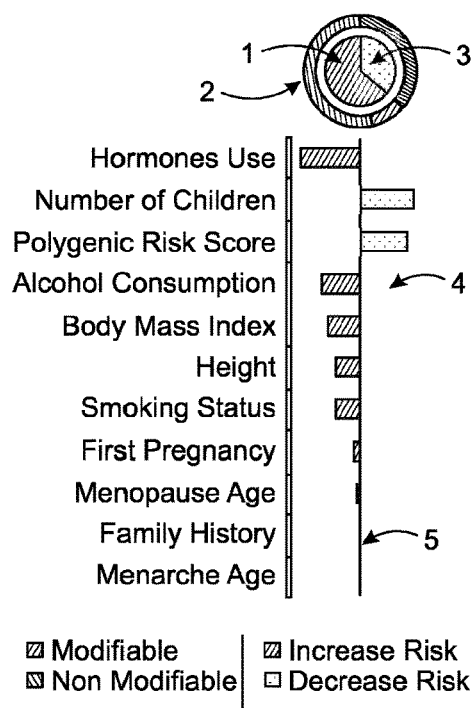 1
3
2
Hormones Use
Number of Children
Polygenic Risk Score
Alcohol Consumption
4
Body Mass Index
Height
Smoking Status
First Pregnancy
Menopause Age
Family History
5
Menarche Age
Modifiable
Increase Risk
Non Modifiable
Decrease Risk